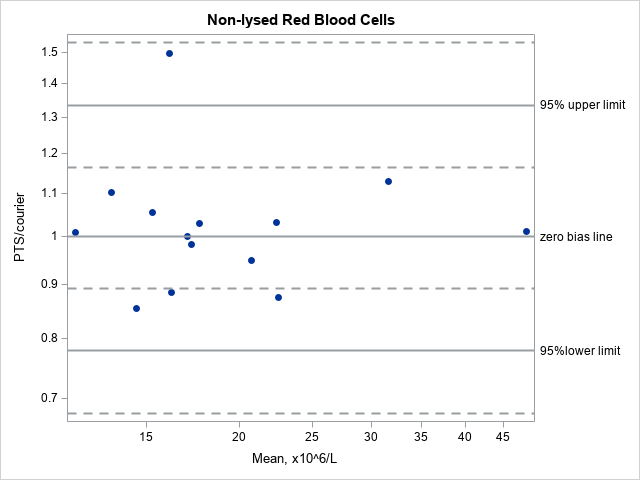 Non-lysed Red Blood Cells
1.5
1.4
1.3
1.2
1.1
1
0.9
0.8
0.7
PTS/courier
95% upper limit
zero bias line
95%lower limit
15 20 25 30 35 40 45
Mean, x10^6/L